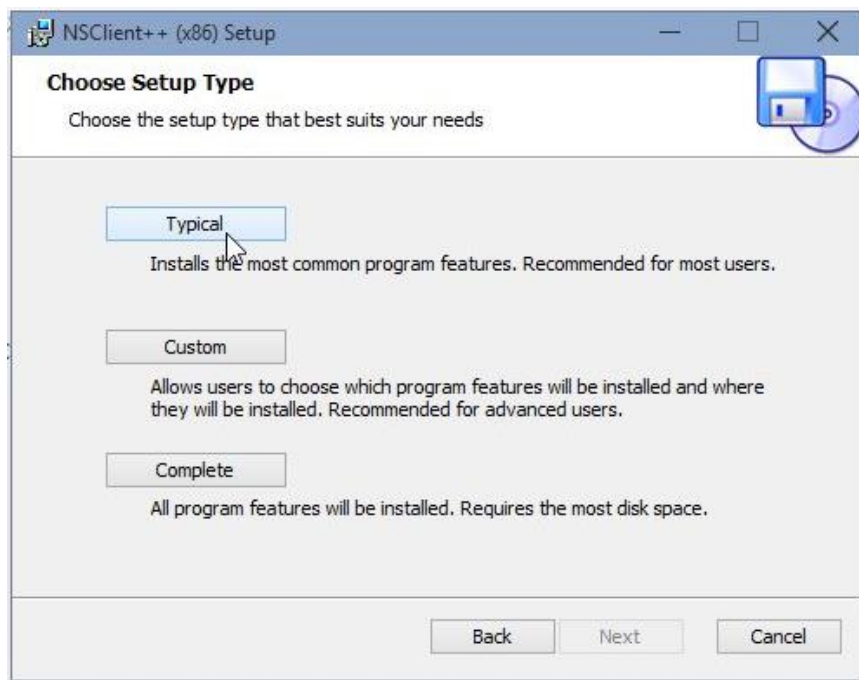 NSClient++ (x86) Setup
Choose Setup Type
Choose the setup type that best suits your needs
Typical
Installs the most common program features. Recommended for most users.
Custom
Allows users to choose which program features will be installed and where
they will be installed. Recommended for advanced users.
Complete
All program features will be installed. Requires the most disk space.
Back Next Cancel